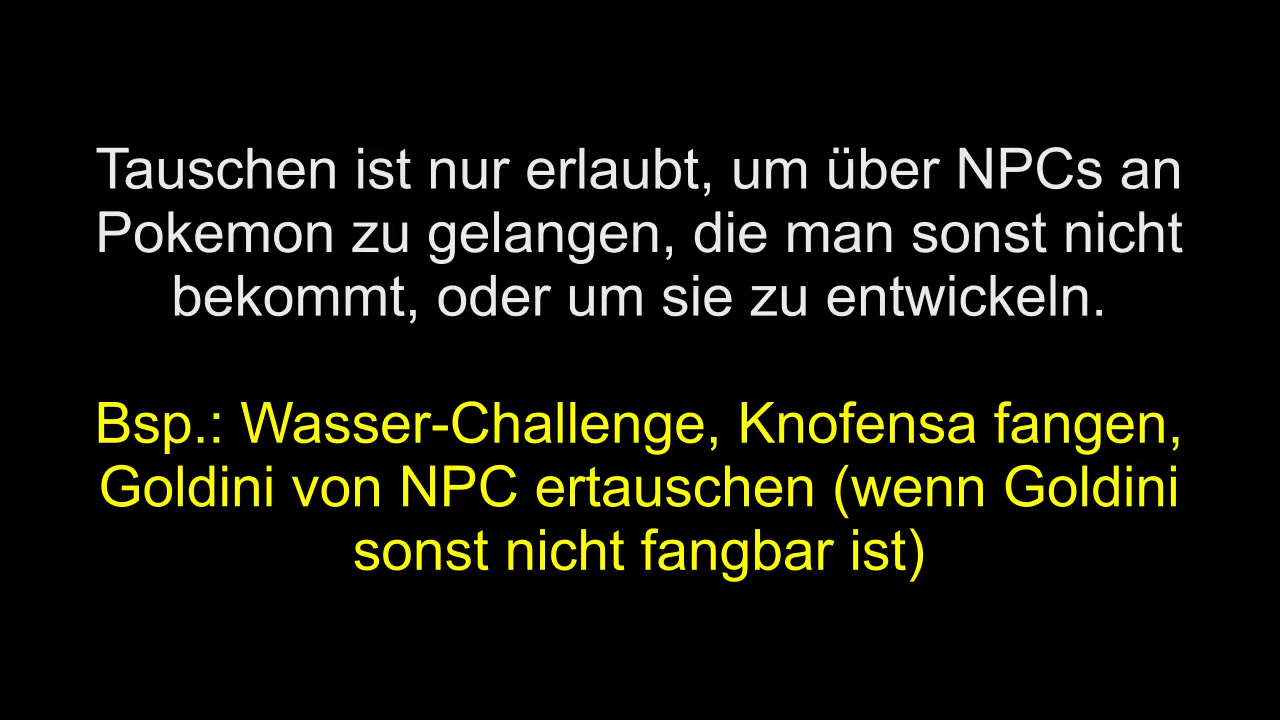 Tauschen ist nur erlaubt, um über NPCs an
Pokemon zu gelangen, die man sonst nicht
bekommt, oder um sie zu entwickeln.
Bsp.: Wasser-Challenge, Knofensa fangen,
Goldini von NPC ertauschen (wenn Goldini
sonst nicht fangbar ist)